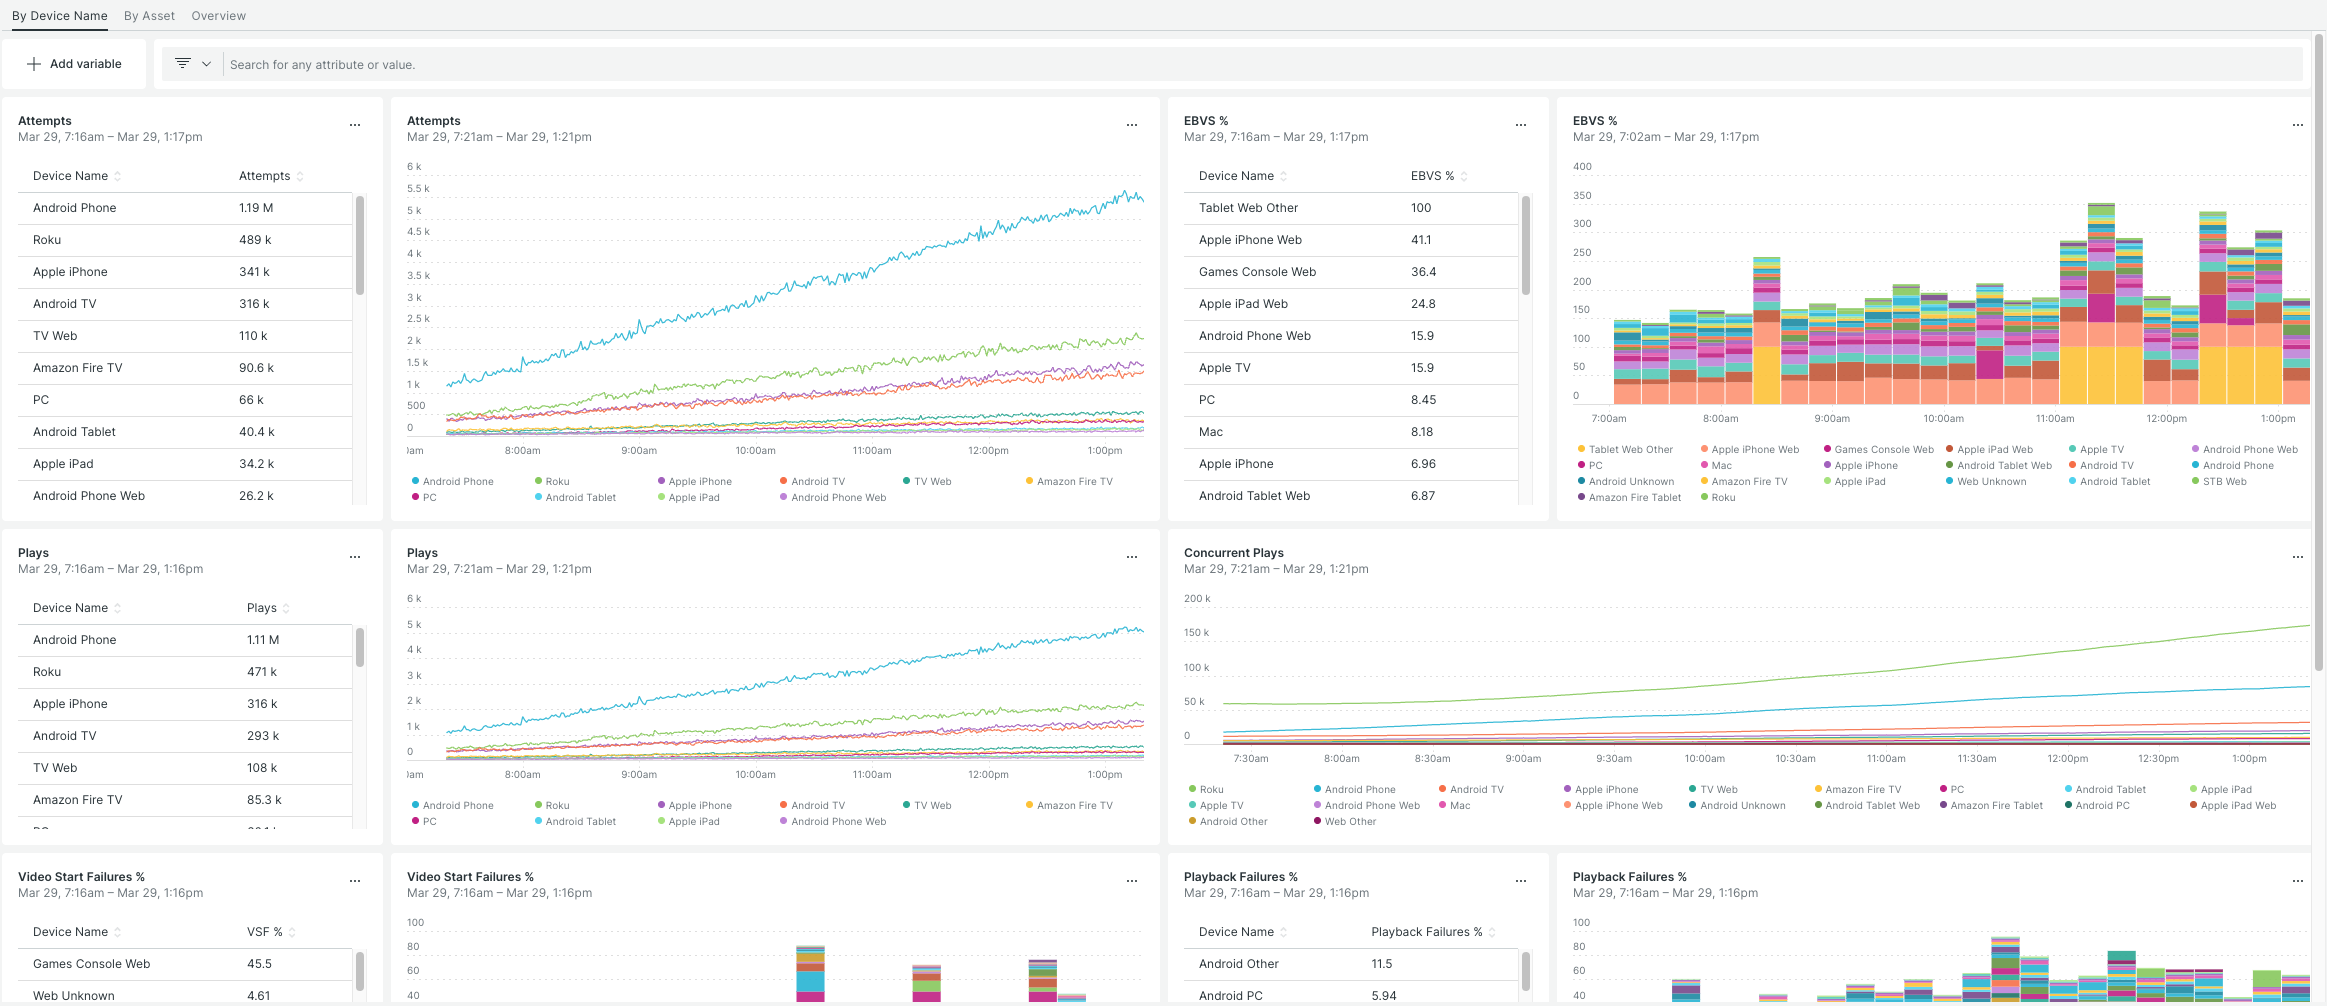 By Device Name By Asset Overview
Add variable Search for any attribute or value.
Attempts
Mar 29, 7:16am – Mar 29, 1:17pm
...
Device Name Attempts
Android Phone 1.19 M
Roku 489 k
Apple iPhone 341 k
Android TV 316 k
TV Web 110 k
Amazon Fire TV 90.6 k
PC 66 k
Android Tablet 40.4 k
Apple iPad 34.2 k
Android Phone Web 26.2 k
Attempts
Mar 29, 7:21am – Mar 29, 1:21pm
...
6 k
5.5 k
5 k
4.5 k
4 k
3.5 k
3 k
2.5 k
2 k
1.5 k
1 k
500
0
am 8:00am 9:00am 10:00am 11:00am 12:00pm 1:00pm
Android Phone Roku Apple iPhone Android TV TV Web Amazon Fire TV
PC Android Tablet Apple iPad Android Phone Web
EBVS %
Mar 29, 7:16am – Mar 29, 1:17pm
...
Device Name EBVS %
Tablet Web Other 100
Apple iPhone Web 41.1
Games Console Web 36.4
Apple iPad Web 24.8
Android Phone Web 15.9
Apple TV 15.9
PC 8.45
Mac 8.18
Apple iPhone 6.96
Android Tablet Web 6.87
EBVS %
Mar 29, 7:02am – Mar 29, 1:17pm
...
400
350
300
250
200
150
100
50
0
7:00am 8:00am 9:00am 10:00am 11:00am 12:00pm 1:00pm
Tablet Web Other Apple iPhone Web Games Console Web Apple iPad Web Apple TV Android Phone Web
PC Mac Apple iPhone Android Tablet Web Android TV Android Phone
Android Unknown Amazon Fire TV Apple iPad Web Unknown Android Tablet STB Web
Amazon Fire Tablet Roku
Plays
Mar 29, 7:16am – Mar 29, 1:16pm
...
Device Name Plays
Android Phone 1.11 M
Roku 471 k
Apple iPhone 316 k
Android TV 293 k
TV Web 108 k
Amazon Fire TV 85.3 k
Plays
Mar 29, 7:21am – Mar 29, 1:21pm
...
6 k
5 k
4 k
3 k
2 k
1 k
0
am 8:00am 9:00am 10:00am 11:00am 12:00pm 1:00pm
Android Phone Roku Apple iPhone Android TV TV Web Amazon Fire TV
PC Android Tablet Apple iPad Android Phone Web
Concurrent Plays
Mar 29, 7:21am – Mar 29, 1:21pm
...
200 k
150 k
100 k
50 k
0
7:30am 8:00am 8:30am 9:00am 9:30am 10:00am 10:30am 11:00am 11:30am 12:00pm 12:30pm 1:00pm
Roku Android Phone Android TV Apple iPhone TV Web Amazon Fire TV PC Android Tablet Apple iPad
Apple TV Android Phone Web Mac Apple iPhone Web Android Unknown Android Tablet Web Amazon Fire Tablet Android PC Apple iPad Web
Android Other Web Other
Video Start Failures %
Mar 29, 7:16am – Mar 29, 1:16pm
...
Device Name VSF %
Games Console Web 45.5
Web Unknown 4.61
Video Start Failures %
Mar 29, 7:16am – Mar 29, 1:16pm
...
100
80
60
40
Playback Failures %
Mar 29, 7:16am – Mar 29, 1:16pm
...
Device Name Playback Failures %
Android Other 11.5
Android PC 5.94
Playback Failures %
Mar 29, 7:16am – Mar 29, 1:16pm
...
100
80
60
40